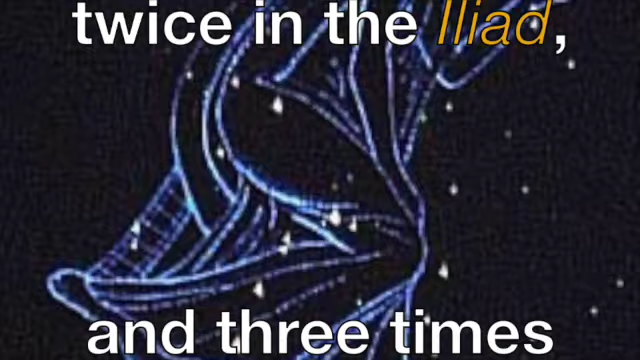 twice in the Iliad,
and three times